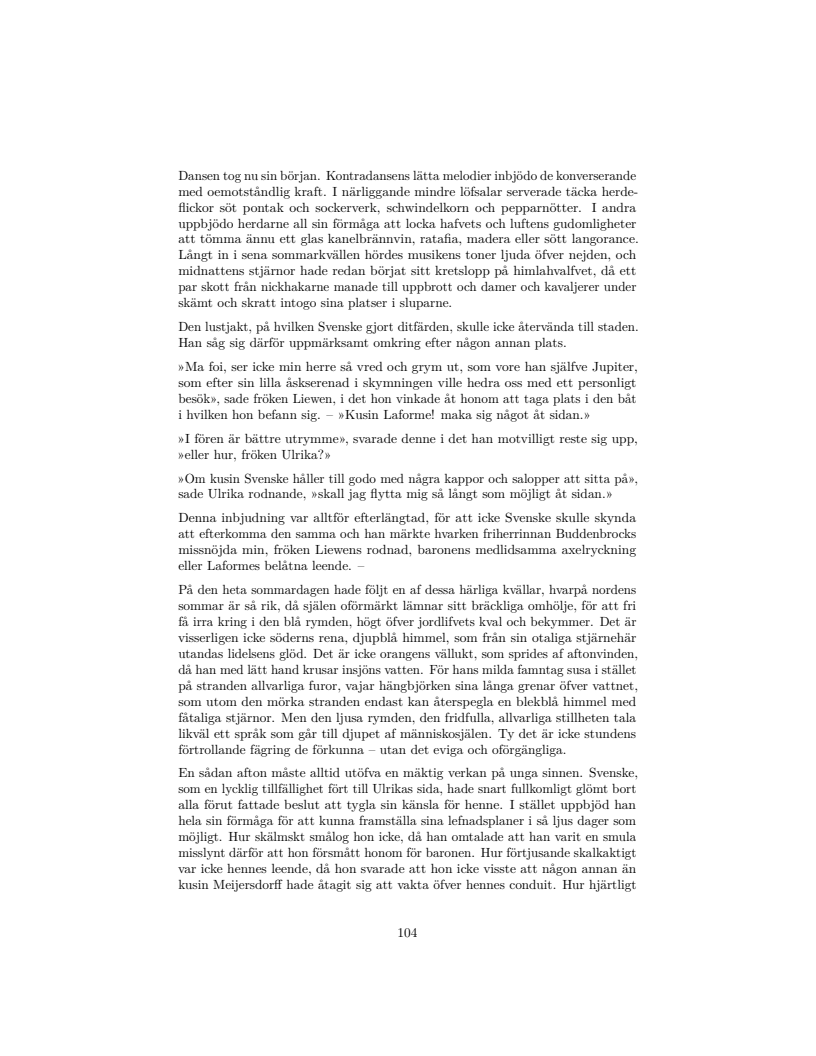 Dansen tog nu sin början. Kontradansens lätta melodier inbjödo de konverserande
med oemotståndlig kraft. I närliggande mindre löfsalar serverade täcka herde-
flickor söt pontak och sockerverk, schwindelkorn och pepparnötter. I andra
uppbjödo herdarne all sin förmåga att locka hafvets och luftens gudomligheter
att tömma ännu ett glas kanelbrännvin, ratafia, madera eller sött langorance.
Långt in i sena sommarkvällen hördes musikens toner ljuda öfver nejden, och
midnattens stjärnor hade redan börjat sitt kretslopp på himlahvalfvet, då ett
par skott från nickhakarne manade till uppbrott och damer och kavaljerer under
skämt och skratt intogo sina platser i sluparne.
Den lustjakt, på hvilken Svenske gjort ditfärden, skulle icke återvända till staden.
Han såg sig därför uppmärksamt omkring efter någon annan plats.
»Ma foi, ser icke min herre så vred och grym ut, som vore han själfve Jupiter,
som efter sin lilla åskserenad i skymningen ville hedra oss med ett personligt
besök», sade fröken Liewen, i det hon vinkade åt honom att taga plats i den båt
i hvilken hon befann sig. – »Kusin Laforme! maka sig något åt sidan.»
»I fören är bättre utrymme», svarade denne i det han motvilligt reste sig upp,
»eller hur, fröken Ulrika?»
»Om kusin Svenske håller till godo med några kappor och salopper att sitta på»,
sade Ulrika rodnande, »skall jag flytta mig så långt som möjligt åt sidan.»
Denna inbjudning var alltför efterlängtad, för att icke Svenske skulle skynda
att efterkomma den samma och han märkte hvarken friherrinnan Buddenbrocks
missnöjda min, fröken Liewens rodnad, baronens medlidsamma axelryckning
eller Laformes belåtna leende. –
På den heta sommardagen hade följt en af dessa härliga kvällar, hvarpå nordens
sommar är så rik, då själen oförmärkt lämnar sitt bräckliga omhölje, för att fri
få irra kring i den blå rymden, högt öfver jordlifvets kval och bekymmer. Det är
visserligen icke söderns rena, djupblå himmel, som från sin otaliga stjärnehär
utandas lidelsens glöd. Det är icke orangens vällukt, som sprides af aftonvinden,
då han med lätt hand krusar insjöns vatten. För hans milda famntag susa i stället
på stranden allvarliga furor, vajar hängbjörken sina långa grenar öfver vattnet,
som utom den mörka stranden endast kan återspegla en blekblå himmel med
fåtaliga stjärnor. Men den ljusa rymden, den fridfulla, allvarliga stillheten tala
likväl ett språk som går till djupet af människosjälen. Ty det är icke stundens
förtrollande fägring de förkunna – utan det eviga och oförgängliga.
En sådan afton måste alltid utöfva en mäktig verkan på unga sinnen. Svenske,
som en lycklig tillfällighet fört till Ulrikas sida, hade snart fullkomligt glömt bort
alla förut fattade beslut att tygla sin känsla för henne. I stället uppbjöd han
hela sin förmåga för att kunna framställa sina lefnadsplaner i så ljus dager som
möjligt. Hur skälmskt smålog hon icke, då han omtalade att han varit en smula
misslynt därför att hon försmått honom för baronen. Hur förtjusande skalkaktigt
var icke hennes leende, då hon svarade att hon icke visste att någon annan än
kusin Meijersdorff hade åtagit sig att vakta öfver hennes conduit. Hur hjärtligt
104